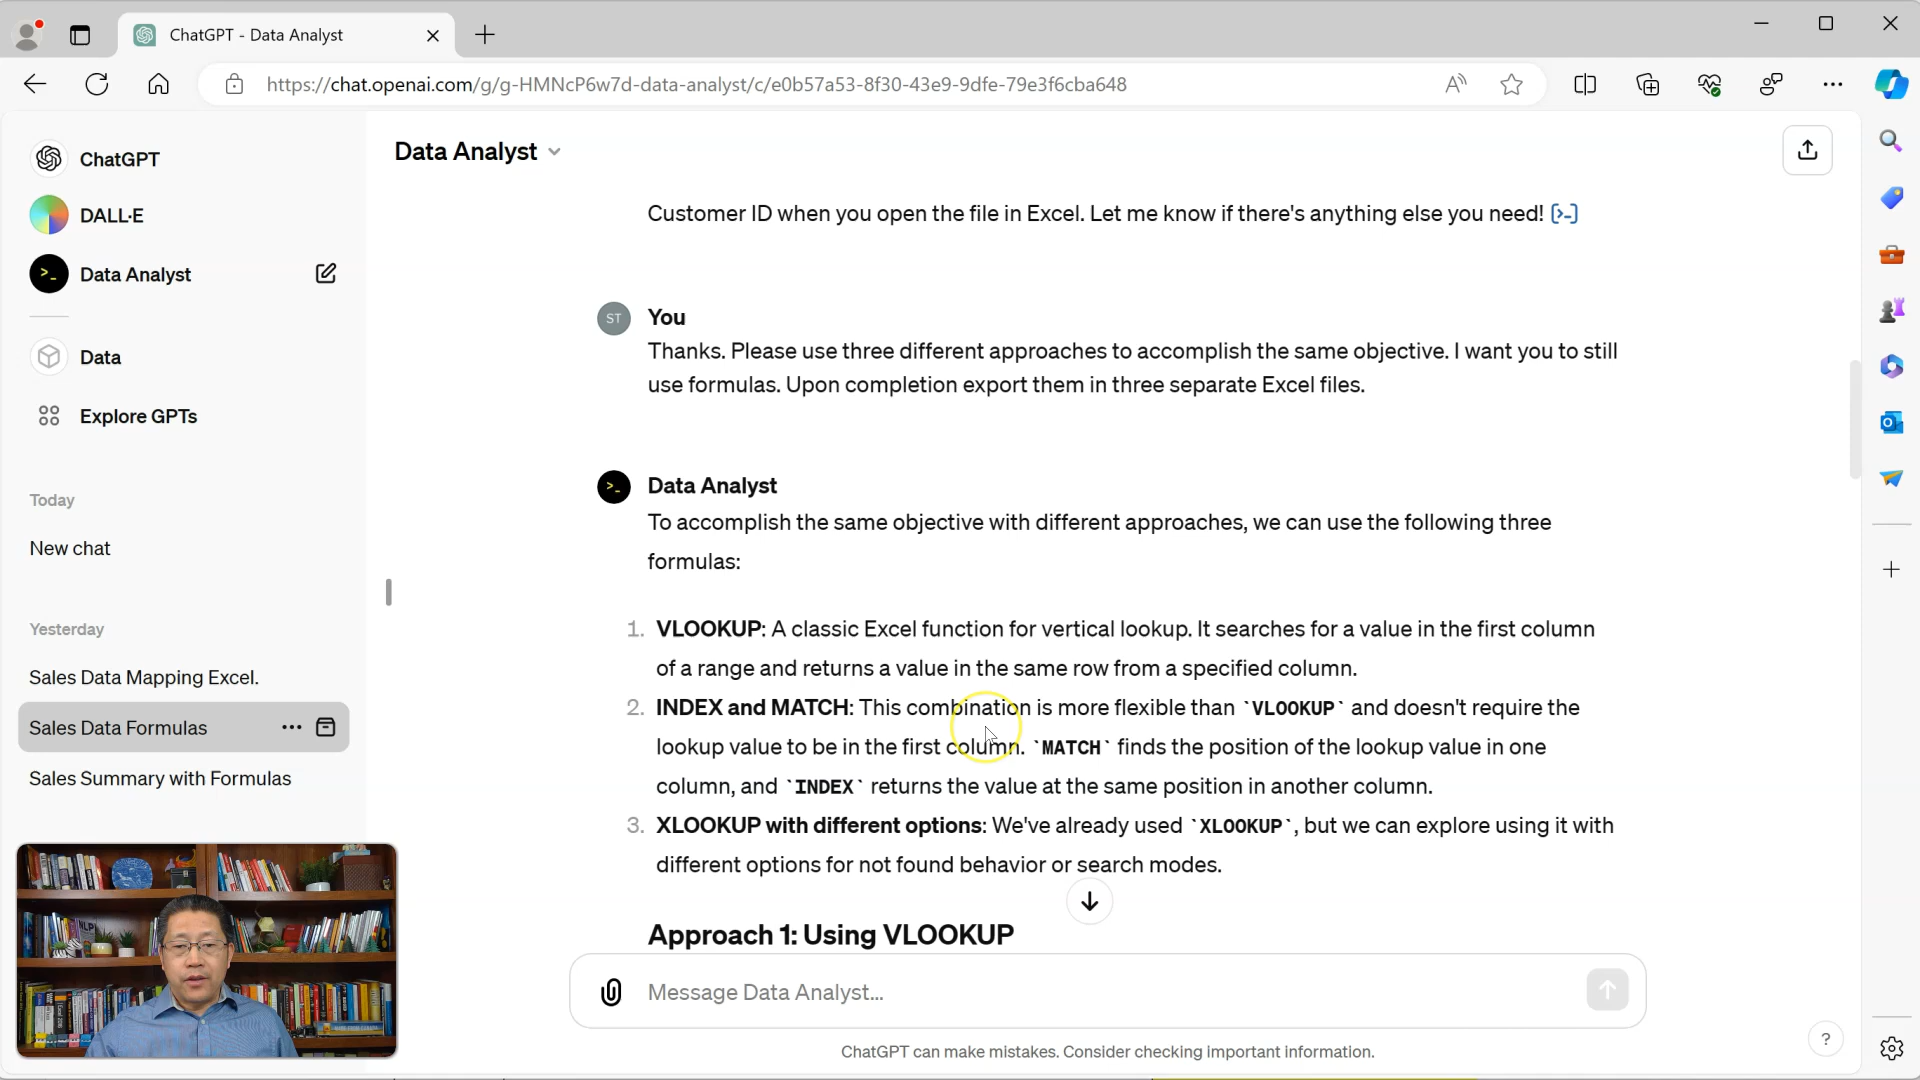 ChatGPT - Data Analyst
https://chat.openai.com/g/g-HMNcP6w7d-data-analyst/c/e0b57a53-8f30-43e9-9dfe-79e3f6cba648
ChatGPT
DALL·E
Data Analyst
Data
Explore GPTs
Today
New chat
Yesterday
Sales Data Mapping Excel.
Sales Data Formulas
Sales Summary with Formulas
Data Analyst
Customer ID when you open the file in Excel. Let me know if there's anything else you need! [>-]
ST
You
Thanks. Please use three different approaches to accomplish the same objective. I want you to still
use formulas. Upon completion export them in three separate Excel files.
Data Analyst
To accomplish the same objective with different approaches, we can use the following three
formulas:
1. VLOOKUP: A classic Excel function for vertical lookup. It searches for a value in the first column
of a range and returns a value in the same row from a specified column.
2. INDEX and MATCH: This combination is more flexible than `VLOOKUP` and doesn't require the
lookup value to be in the first column. `MATCH` finds the position of the lookup value in one
column, and `INDEX` returns the value at the same position in another column.
3. XLOOKUP with different options: We've already used `XLOOKUP`, but we can explore using it with
different options for not found behavior or search modes.
Approach 1: Using VLOOKUP
Message Data Analyst...
ChatGPT can make mistakes. Consider checking important information.
?